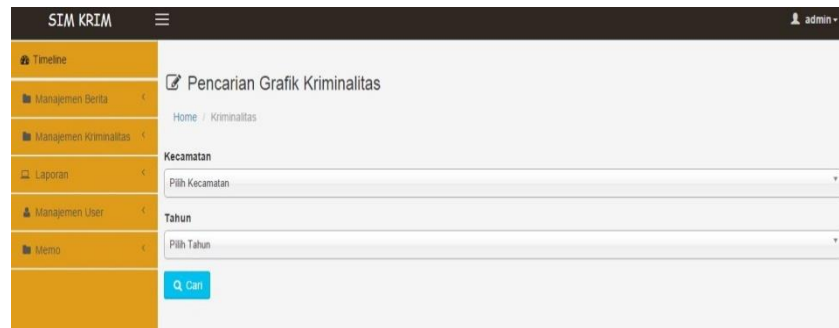 SIM KRIM
admin
Timeline
Manajemen Berita
Manajemen Kriminalitas
Laporan
Manajemen User
Memo
Pencarian Grafik Kriminalitas
Home / Kriminalitas
Kecamatan
Pilih Kecamatan
Tahun
Pilih Tahun
Cari